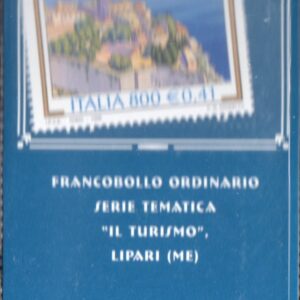 ITALIA 800 € 0,41
FRANCOBOLLO ORDINARIO
SERIE TEMATICA
"IL TURISMO",
LIPARI (ME)